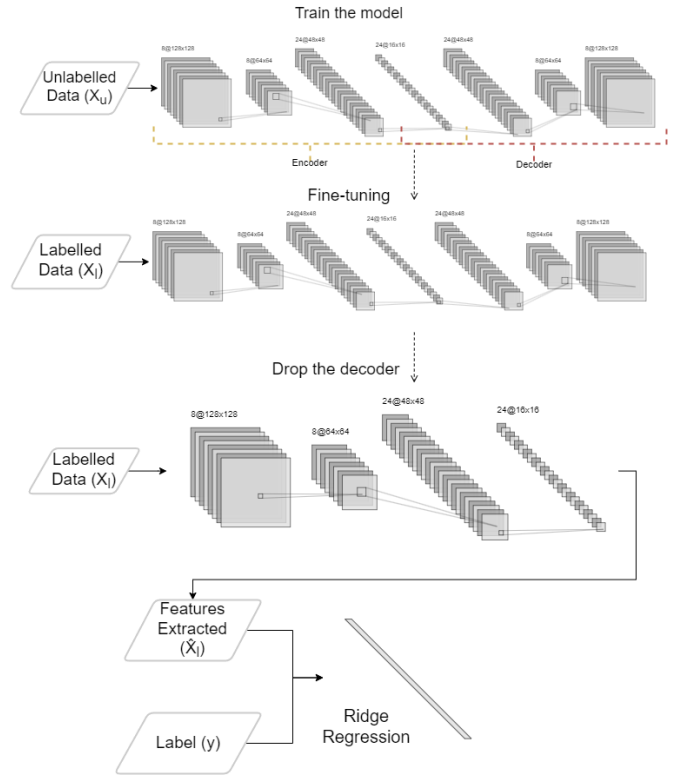 Train the model
8@128x128
8@64x64
24@48x48
24@16x16
24@48x48
8@64x64
8@128x128
Unlabelled
Data (Xᵤ)
Encoder
Decoder
Fine-tuning
8@128x128
8@64x64
24@48x48
24@16x16
24@48x48
8@64x64
8@128x128
Labelled
Data (Xₗ)
Drop the decoder
8@128x128
8@64x64
24@48x48
24@16x16
Labelled
Data (Xₗ)
Features
Extracted
(X̂ₗ)
Label (y)
Ridge
Regression